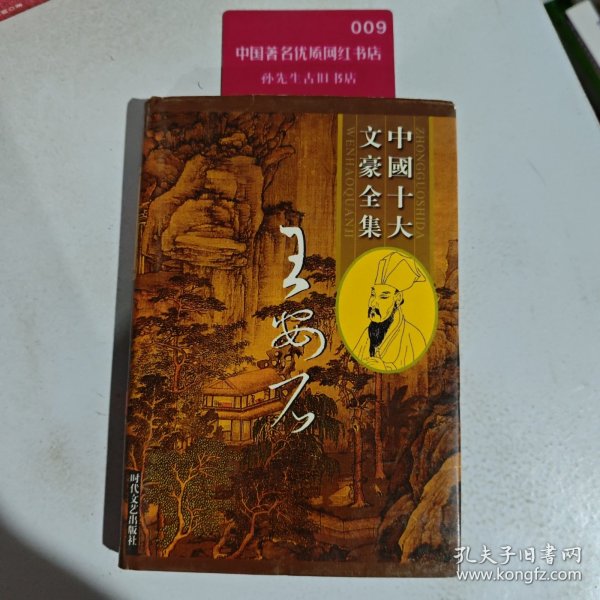 009
中国著名优质网红书店
孙先生古旧书店
中國十大
文豪全集
ZHONGGUOSHIDA
WENHAOQUANJI
王安石
时代文艺出版社
孔夫子旧书网
www.kongfz.com